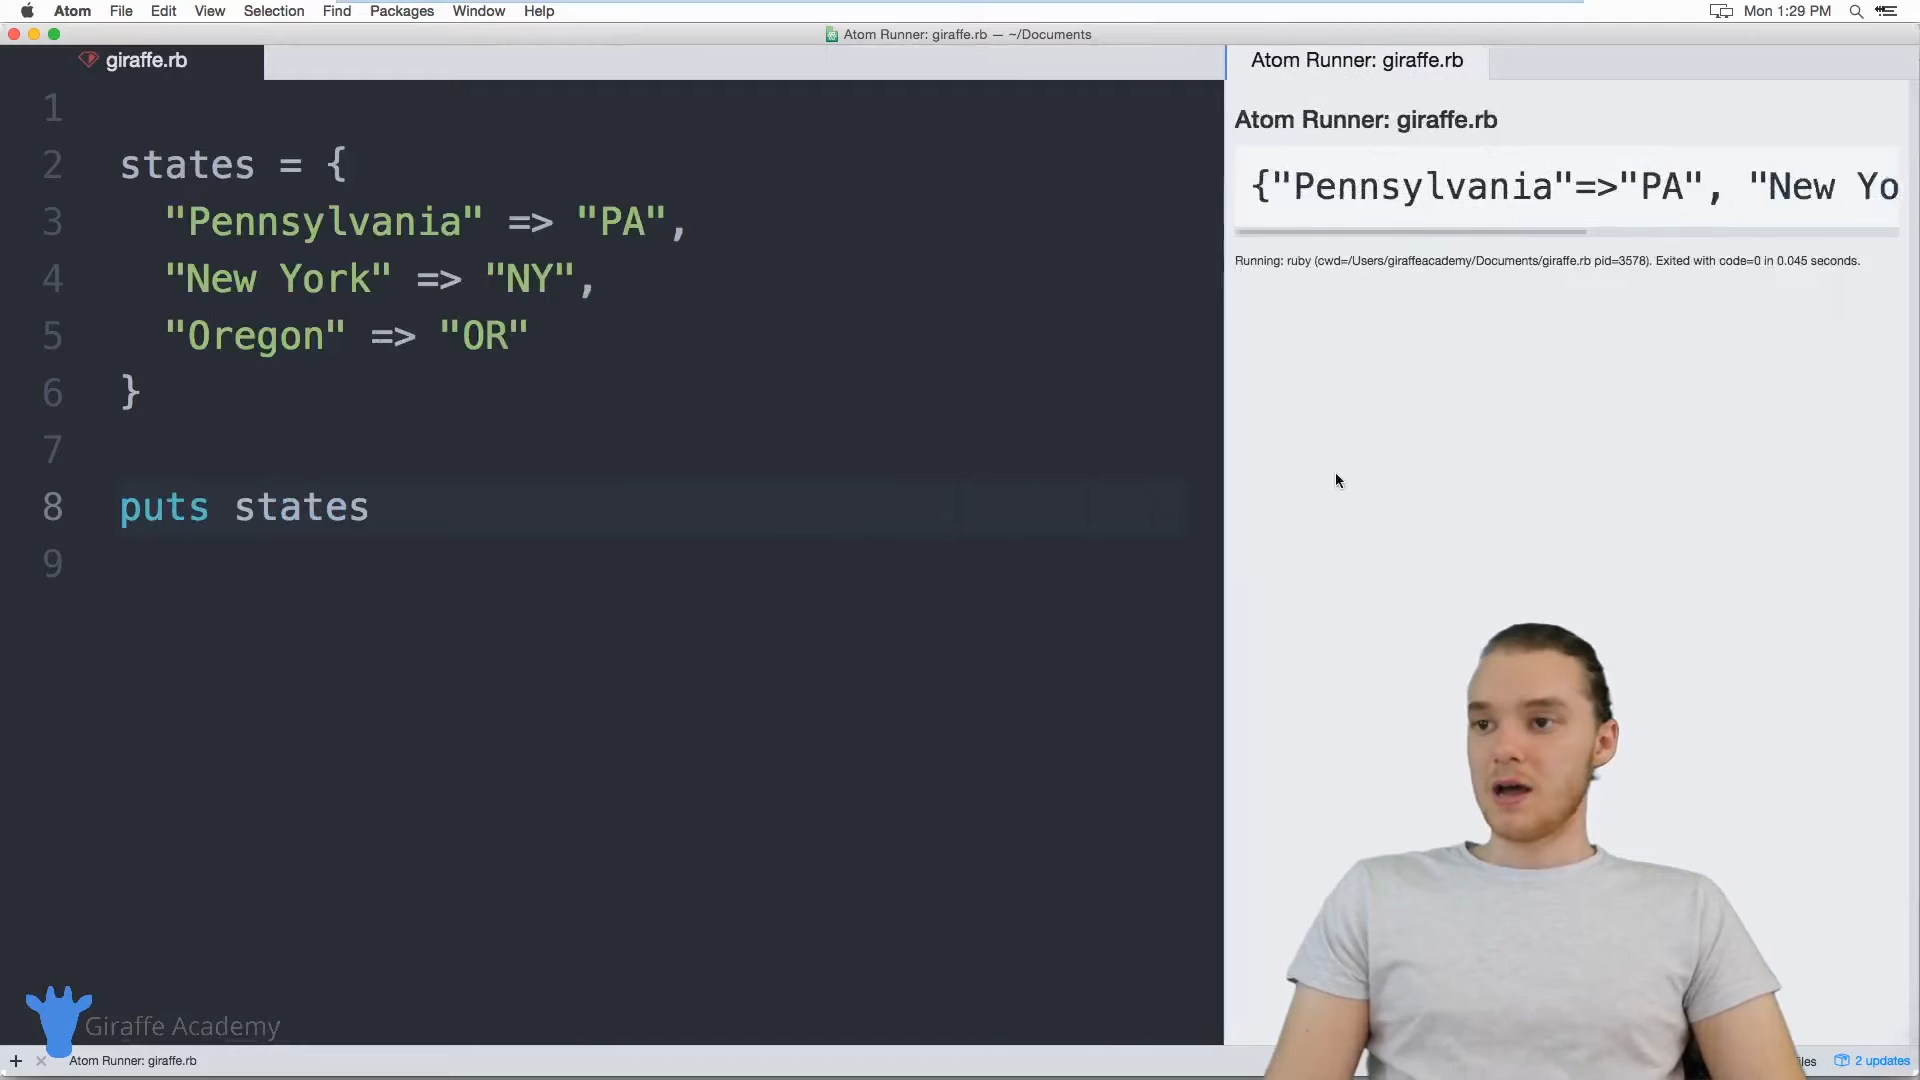 Atom File Edit View Selection Find Packages Window Help Mon 1:29 PM
Atom Runner: giraffe.rb — ~/Documents
giraffe.rb
Atom Runner: giraffe.rb
1
2 states = {
3 "Pennsylvania" => "PA",
4 "New York" => "NY",
5 "Oregon" => "OR"
6 }
7
8 puts states
9
Atom Runner: giraffe.rb
{"Pennsylvania"=>"PA", "New Yo
Running: ruby (cwd=/Users/giraffeacademy/Documents/giraffe.rb pid=3578). Exited with code=0 in 0.045 seconds.
Giraffe Academy
+ × Atom Runner: giraffe.rb
2 updates